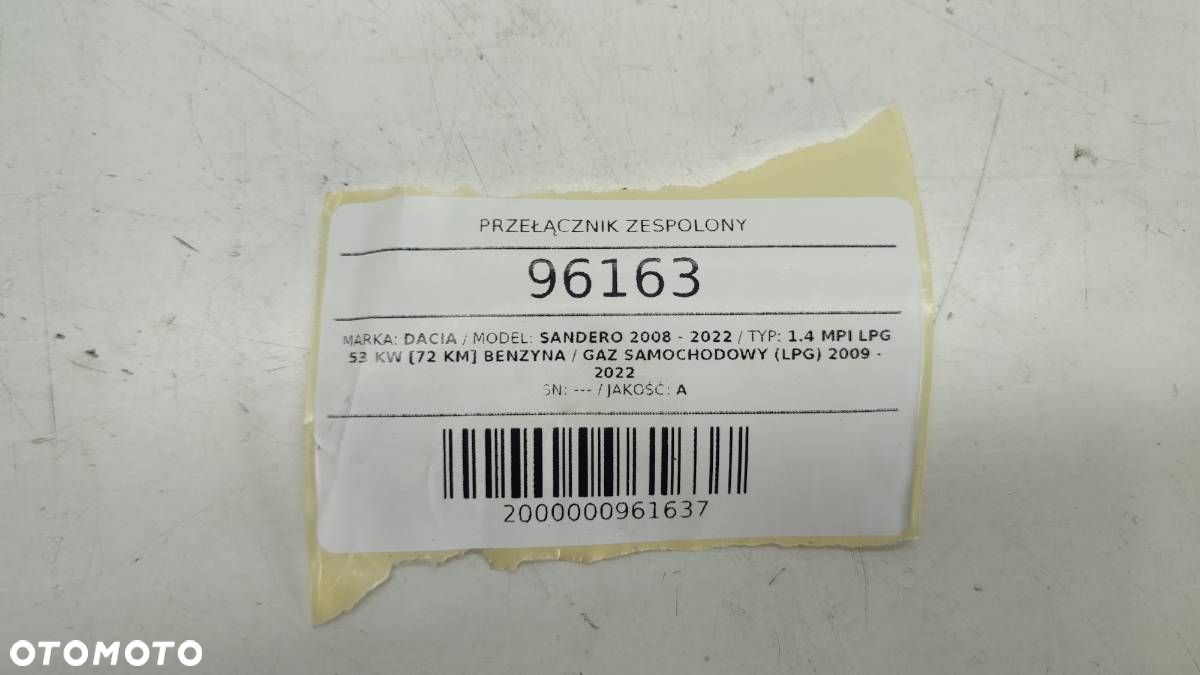 PRZEŁĄCZNIK ZESPOLONY
96163
MARKA: DACIA / MODEL: SANDERO 2008 - 2022 / TYP: 1.4 MPI LPG
53 KW [72 KM] BENZYNA / GAZ SAMOCHODOWY (LPG) 2009 -
2022
SN: --- / JAKOŚĆ: A
2000000961637
OTOMOTO